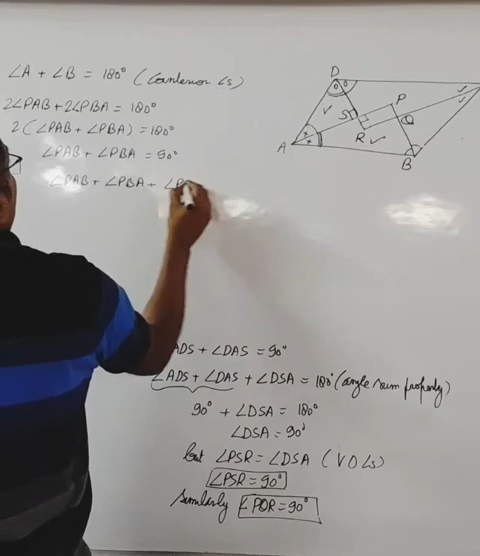 ∠A + ∠B = 180° (Cointerior ∠s)
2∠PAB + 2∠PBA = 180°
2(∠PAB + ∠PBA) = 180°
∠PAB + ∠PBA = 90°
∠PAB + ∠PBA + ∠P
D
P
S
Q
R
A
B
ADS + ∠DAS = 90°
∠ADS + ∠DAS + ∠DSA = 180° (angle sum property)
90° + ∠DSA = 180°
∠DSA = 90°
but ∠PSR = ∠DSA (VO∠s)
∠PSR = 90°
Similarly ∠PQR = 90°